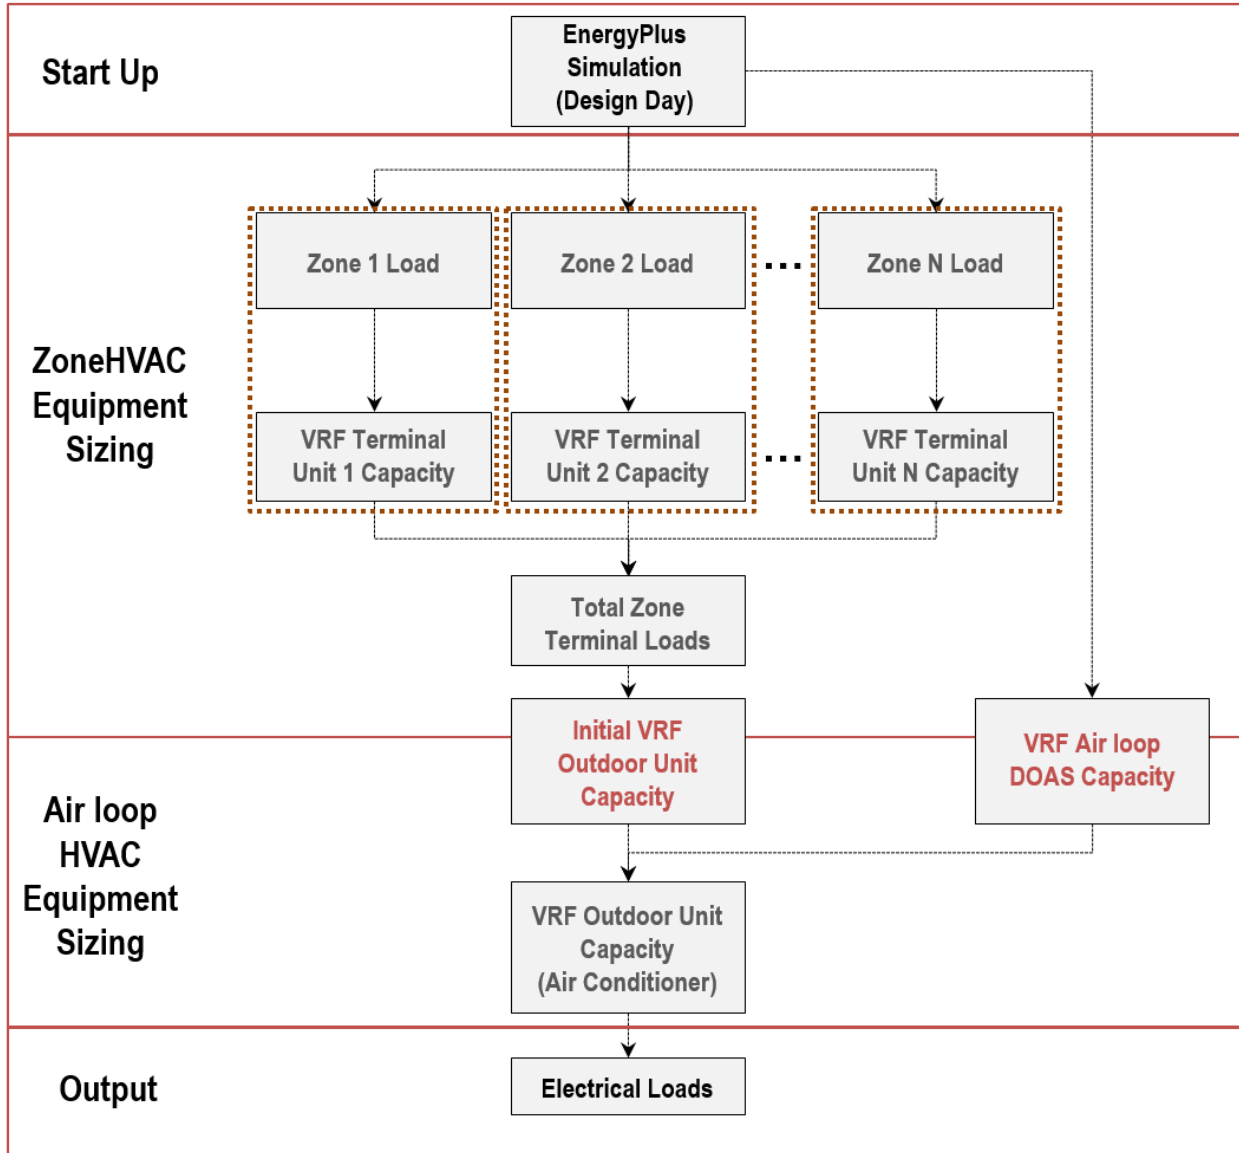 Start Up
EnergyPlus
Simulation
(Design Day)
ZoneHVAC
Equipment
Sizing
Zone 1 Load
Zone 2 Load
...
Zone N Load
VRF Terminal
Unit 1 Capacity
VRF Terminal
Unit 2 Capacity
...
VRF Terminal
Unit N Capacity
Total Zone
Terminal Loads
Initial VRF
Outdoor Unit
Capacity
VRF Air loop
DOAS Capacity
Air loop
HVAC
Equipment
Sizing
VRF Outdoor Unit
Capacity
(Air Conditioner)
Output
Electrical Loads